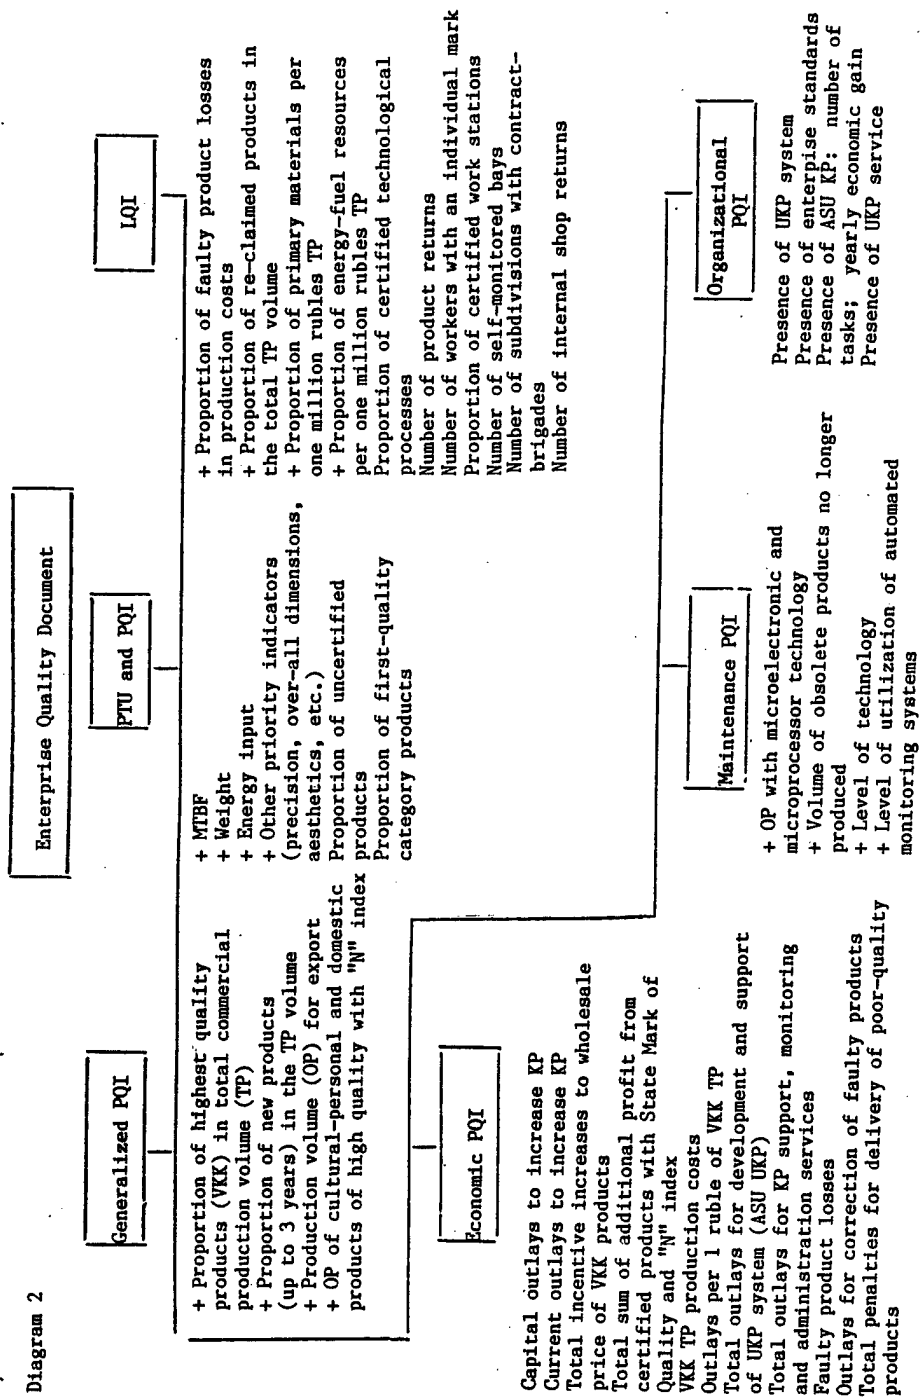 Diagram 2
Enterprise Quality Document
Generalized PQI
+ Proportion of highest quality
products (VKK) in total commercial
production volume (TP)
+ Proportion of new products
(up to 3 years) in the TP volume
+ Production volume (OP) for export
+ OP of cultural-personal and domestic
products of high quality with "N" index
PTU and PQI
+ MTBF
+ Weight
+ Energy input
+ Other priority indicators
(precision, over-all dimensions,
aesthetics, etc.)
Proportion of uncertified
products
Proportion of first-quality
category products
LQI
+ Proportion of faulty product losses
in production costs
+ Proportion of re-claimed products in
the total TP volume
+ Proportion of primary materials per
one million rubles TP
+ Proportion of energy-fuel resources
per one million rubles TP
Proportion of certified technological
processes
Number of product returns
Number of workers with an individual mark
Proportion of certified work stations
Number of self-monitored bays
Number of subdivisions with contract-
brigades
Number of internal shop returns
Economic PQI
Capital outlays to increase KP
Current outlays to increase KP
Total incentive increases to wholesale
price of VKK products
Total sum of additional profit from
certified products with State Mark of
Quality and "N" index
VKK TP production costs
Outlays per 1 ruble of VKK TP
Total outlays for development and support
of UKP system (ASU UKP)
Total outlays for KP support, monitoring
and administration services
Faulty product losses
Outlays for correction of faulty products
Total penalties for delivery of poor-quality
products
Maintenance PQI
+ OP with microelectronic and
microprocessor technology
+ Volume of obsolete products no longer
produced
+ Level of technology
+ Level of utilization of automated
monitoring systems
Organizational
PQI
Presence of UKP system
Presence of enterpise standards
Presence of ASU KP: number of
tasks; yearly economic gain
Presence of UKP service